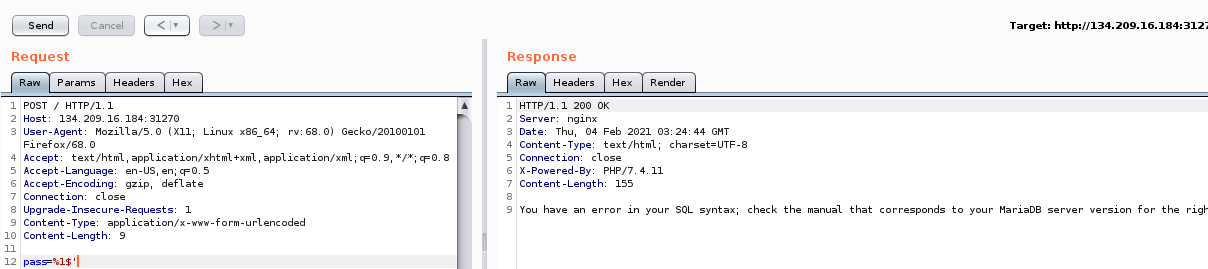 Send Cancel < > Target: http://134.209.16.184:3127
Request
Raw Params Headers Hex
1 POST / HTTP/1.1
2 Host: 134.209.16.184:31270
3 User-Agent: Mozilla/5.0 (X11; Linux x86_64; rv:68.0) Gecko/20100101
Firefox/68.0
4 Accept: text/html,application/xhtml+xml,application/xml;q=0.9,*/*;q=0.8
5 Accept-Language: en-US,en;q=0.5
6 Accept-Encoding: gzip, deflate
7 Connection: close
8 Upgrade-Insecure-Requests: 1
9 Content-Type: application/x-www-form-urlencoded
10 Content-Length: 9
11
12 pass=%1$'
Response
Raw Headers Hex Render
1 HTTP/1.1 200 OK
2 Server: nginx
3 Date: Thu, 04 Feb 2021 03:24:44 GMT
4 Content-Type: text/html; charset=UTF-8
5 Connection: close
6 X-Powered-By: PHP/7.4.11
7 Content-Length: 155
8
9 You have an error in your SQL syntax; check the manual that corresponds to your MariaDB server version for the righ